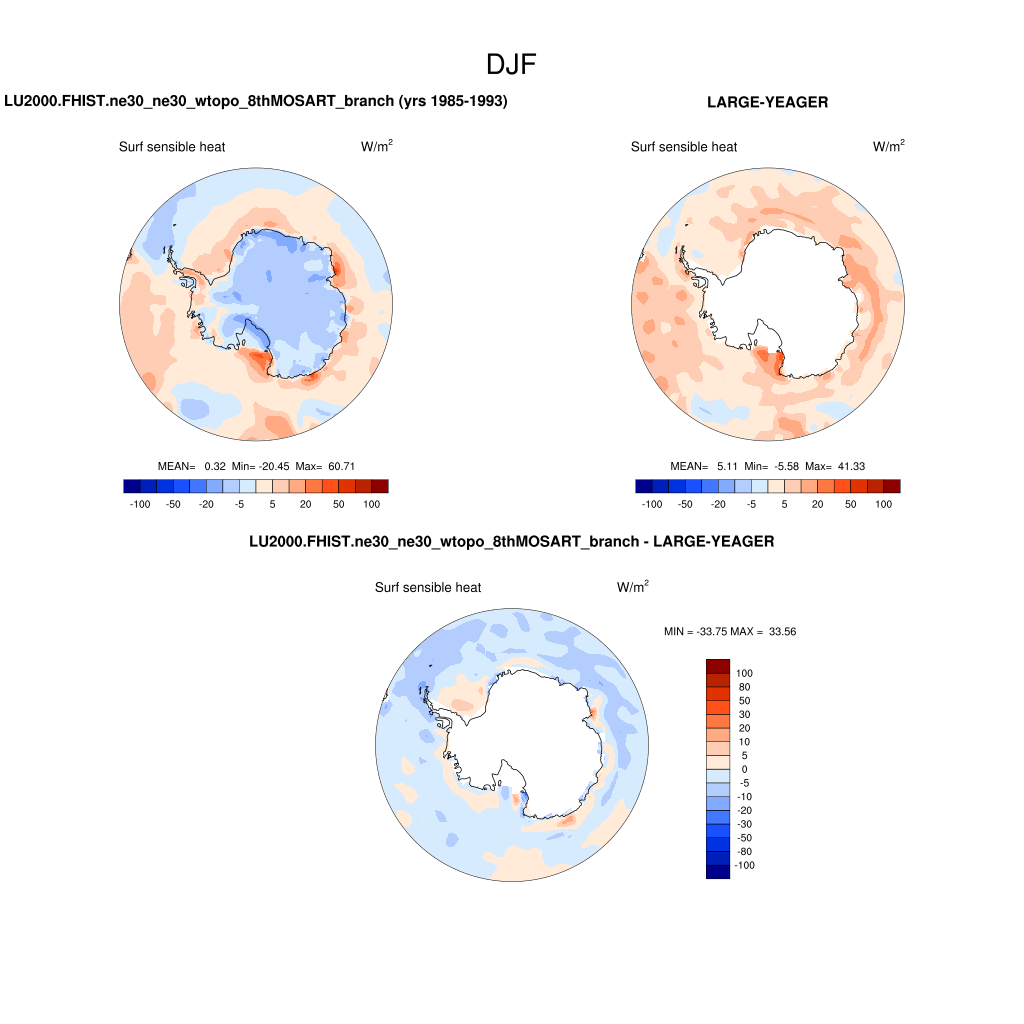 DJF
LU2000.FHIST.ne30_ne30_wtopo_8thMOSART_branch (yrs 1985-1993)
Surf sensible heat W/m2
MEAN= 0.32 Min= -20.45 Max= 60.71
-100 -50 -20 -5 5 20 50 100
LARGE-YEAGER
Surf sensible heat W/m2
MEAN= 5.11 Min= -5.58 Max= 41.33
-100 -50 -20 -5 5 20 50 100
LU2000.FHIST.ne30_ne30_wtopo_8thMOSART_branch - LARGE-YEAGER
Surf sensible heat W/m2
MIN = -33.75 MAX = 33.56
100
80
50
30
20
10
5
0
-5
-10
-20
-30
-50
-80
-100